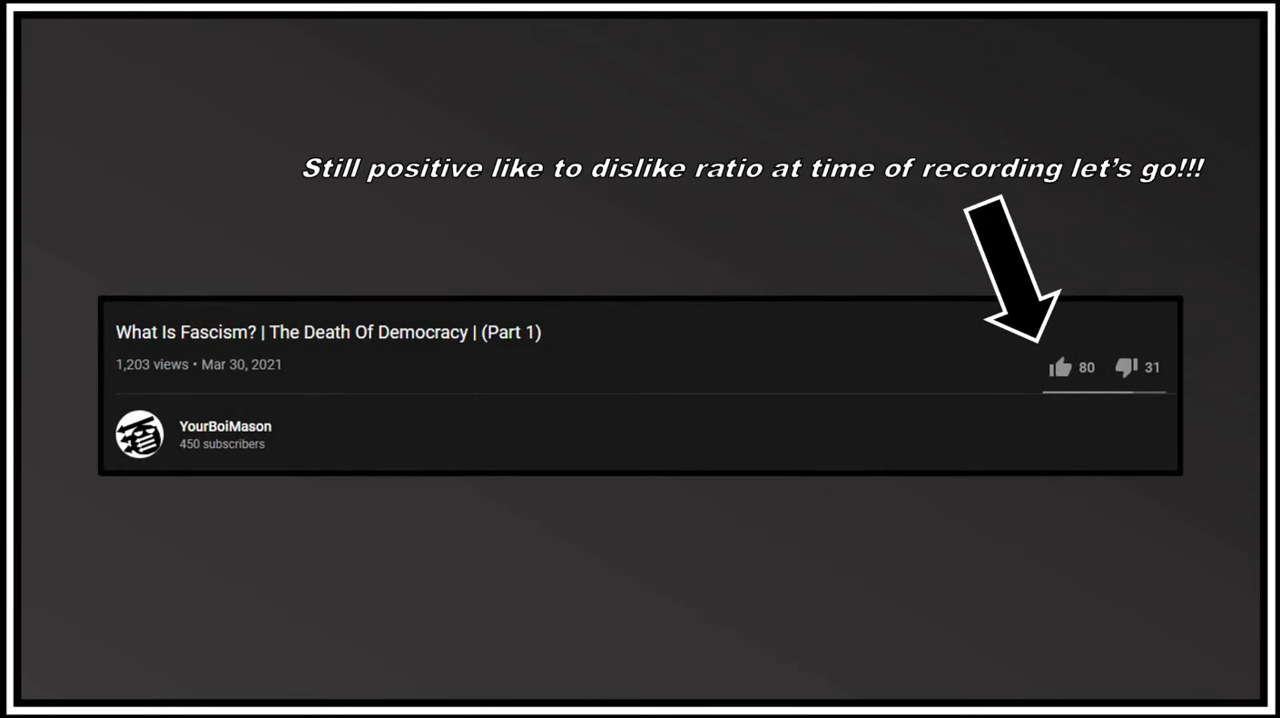 Still positive like to dislike ratio at time of recording let's go!!!
What Is Fascism? | The Death Of Democracy | (Part 1)
1,203 views • Mar 30, 2021
80 31
YourBoiMason
450 subscribers